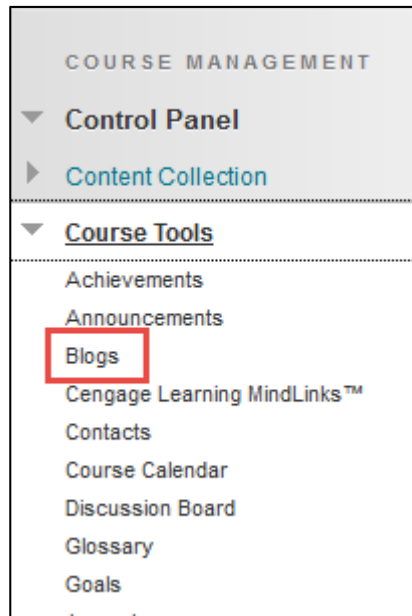 COURSE MANAGEMENT
Control Panel
Content Collection
Course Tools
Achievements
Announcements
Blogs
Cengage Learning MindLinks™
Contacts
Course Calendar
Discussion Board
Glossary
Goals